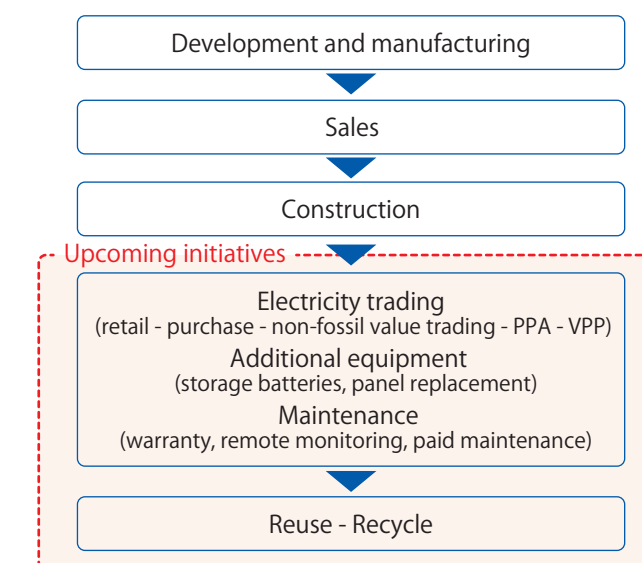 Development and manufacturing
Sales
Construction
Upcoming initiatives
Electricity trading
(retail - purchase - non-fossil value trading - PPA - VPP)
Additional equipment
(storage batteries, panel replacement)
Maintenance
(warranty, remote monitoring, paid maintenance)
Reuse - Recycle